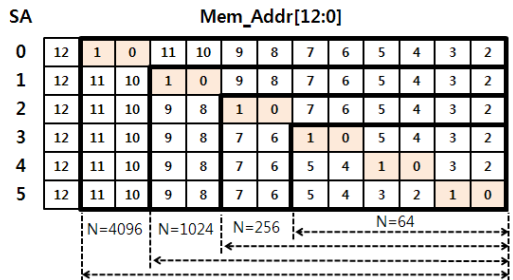 SA Mem_Addr[12:0]
0 12 1 0 11 10 9 8 7 6 5 4 3 2
1 12 11 10 1 0 9 8 7 6 5 4 3 2
2 12 11 10 9 8 1 0 7 6 5 4 3 2
3 12 11 10 9 8 7 6 1 0 5 4 3 2
4 12 11 10 9 8 7 6 5 4 1 0 3 2
5 12 11 10 9 8 7 6 5 4 3 2 1 0
N=4096 N=1024 N=256 N=64